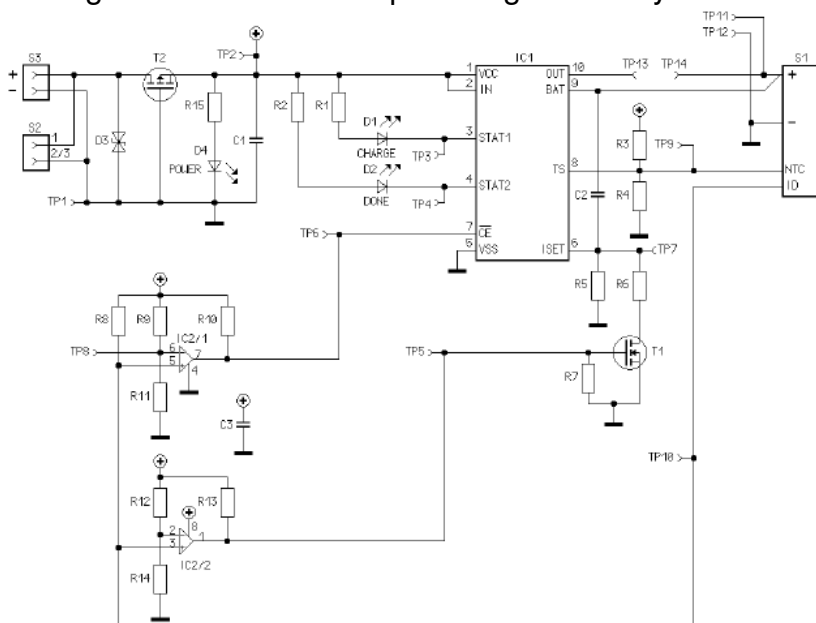 S3
T2
TP2
IC1
TP11
TP12
S1
+
-
1
VCC
OUT
10
TP13
TP14
+
2
IN
BAT
9
S2
1
2/3
D3
R15
R2
R1
C1
D4
POWER
D1
CHARGE
3
STAT1
TP3
R3
TP9
-
D2
DONE
4
STAT2
TP4
TS
8
C2
R4
NTC
ID
TP1
TP6
7
CE
5
VSS
ISET
6
TP7
R5
R6
R8
R9
R10
IC2/1
TP8
6
5
7
4
TP5
T1
R7
R11
C3
TP10
R12
R13
2
3
8
1
IC2/2
R14